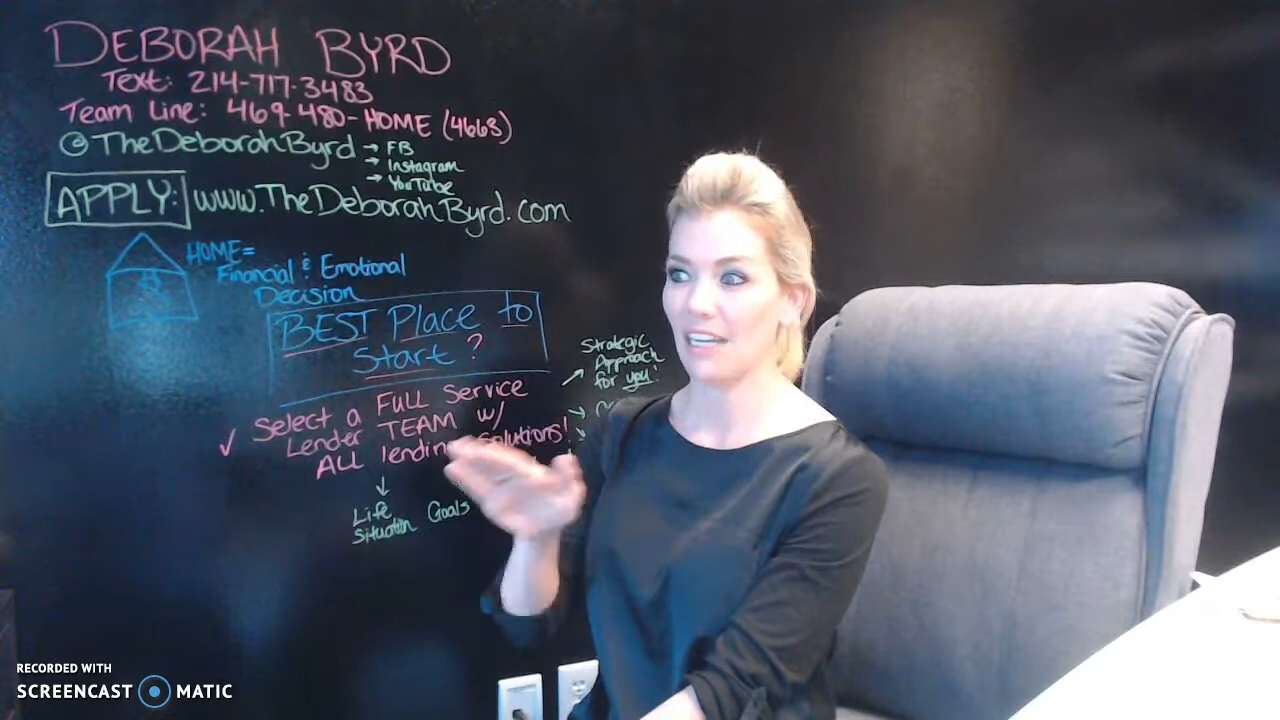 DEBORAH BYRD
Text: 214-717-3483
Team Line: 469-480-HOME (4663)
@TheDeborahByrd → FB
→ Instagram
→ YouTube
APPLY: www.TheDeborahByrd.com
HOME=
Financial & Emotional
Decision
BEST Place to
Start?
✓ Select a FULL Service
Lender TEAM w/
ALL lending Solutions!
Strategic
Approach
for you!
Life
Situation Goals
RECORDED WITH
SCREENCAST MATIC